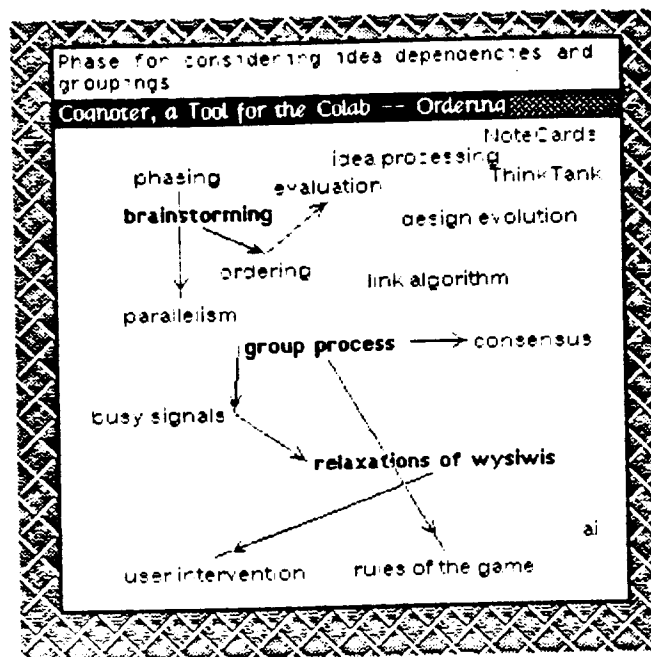 Phase for considering idea dependencies and
groupings
Cognoter, a Tool for the Colab -- Ordering
NoteCards
idea processing
phasing
evaluation
ThinkTank
brainstorming
design evolution
ordering
link algorithm
parallelism
group process
consensus
busy signals
relaxations of wysiwis
ai
user intervention
rules of the game